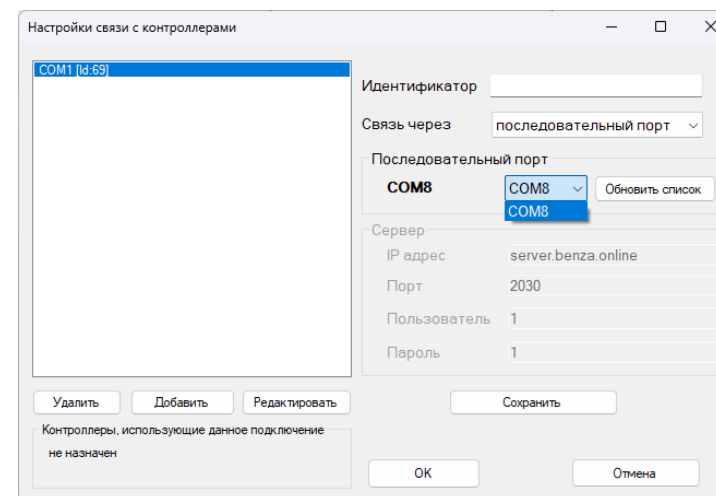 Настройки связи с контроллерами
COM1 [Id:69]
Идентификатор
Связь через последовательный порт
Последовательный порт
COM8 COM8 Обновить список
COM8
Сервер
IP адрес server.benza.online
Порт 2030
Пользователь 1
Пароль 1
Удалить Добавить Редактировать Сохранить
Контроллеры, использующие данное подключение
не назначен
ОК Отмена